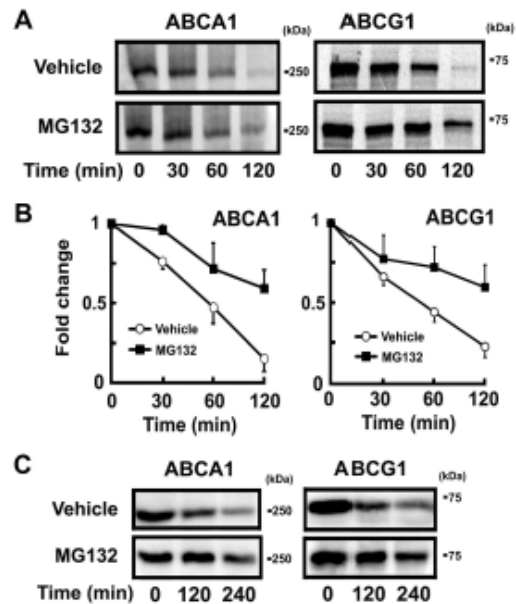 A
ABCA1 (kDa) ABCG1 (kDa)
Vehicle -250 -75
MG132 -250 -75
Time (min) 0 30 60 120 0 30 60 120
B
ABCA1
Fold change
1
0.5
0
Vehicle
MG132
0 30 60 120
Time (min)
ABCG1
1
0.5
0
Vehicle
MG132
0 30 60 120
Time (min)
C
ABCA1 (kDa) ABCG1 (kDa)
Vehicle -250 -75
MG132 -250 -75
Time (min) 0 120 240 0 120 240